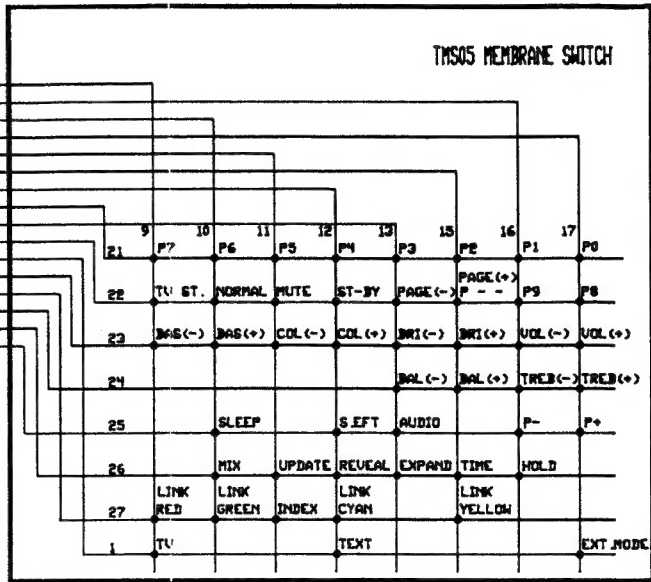 TMS05 MEMBRANE SWITCH
9 10 11 12 13 15 16 17
21 P7 P6 P5 P4 P3 P2 P1 P0
PAGE(+)
22 TV ST. NORMAL MUTE ST-BY PAGE(-) P - - P9 P8
23 BAS(-) BAS(+) COL(-) COL(+) BRI(-) BRI(+) VOL(-) VOL(+)
24 BAL(-) BAL(+) TREB(-) TREB(+)
25 SLEEP S.EFT AUDIO P- P+
26 MIX UPDATE REVEAL EXPAND TIME HOLD
LINK LINK LINK LINK
27 RED GREEN INDEX CYAN YELLOW
1 TV TEXT EXT.MODE